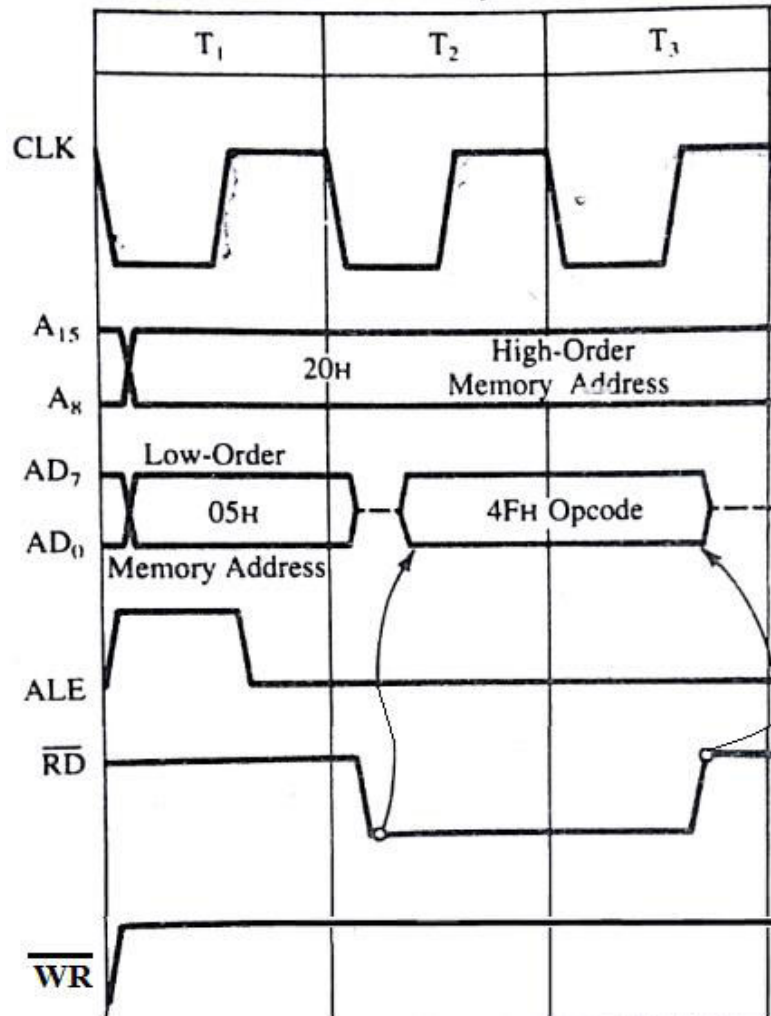 T₁ T₂ T₃
CLK
A₁₅
20H High-Order
Memory Address
A₈
AD₇ Low-Order
05H 4FH Opcode
AD₀
Memory Address
ALE
RD
WR